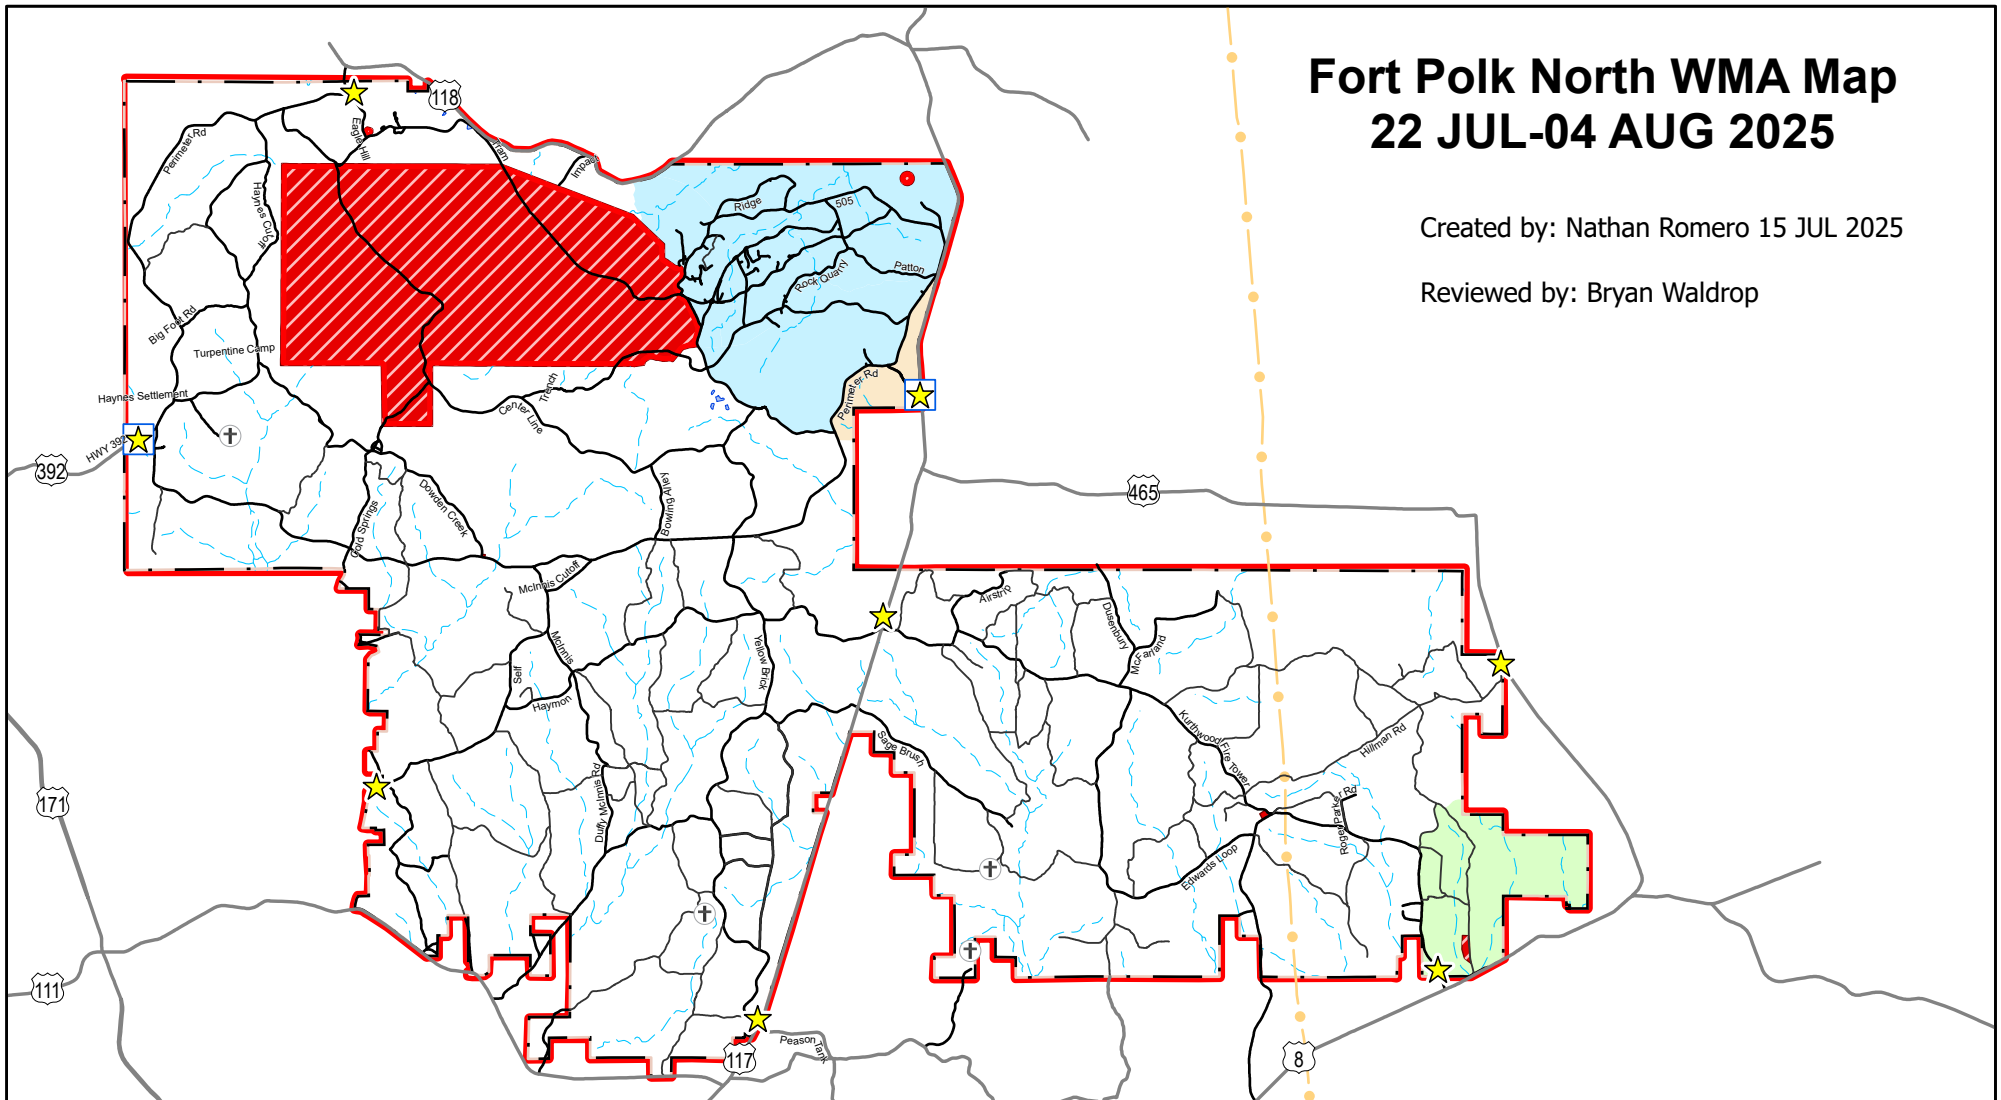 Fort Polk North WMA Map
22 JUL-04 AUG 2025
Created by: Nathan Romero 15 JUL 2025
Reviewed by: Bryan Waldrop
118
Perimeter Rd
Eagle Hill
Tram
Impact
Haynes Cutoff
Ridge
505
Rock Quarry
Patton
Big Foot Rd
Turpentine Camp
Haynes Settlement
HWY 392
392
Trench
Center Line
Perimeter Rd
Bowling Alley
Dowden Creek
Cold Springs
465
McInnis Cutoff
Airstrip
Dusenbury
McFarland
McInnis
Self
Haymon
Yellow Brick
Sage Brush
Kurthwood Fire Tower
Hillman Rd
Duffy McInnis Rd
Roger Parker Rd
Edwards Loop
171
111
Peason Tank
117
8